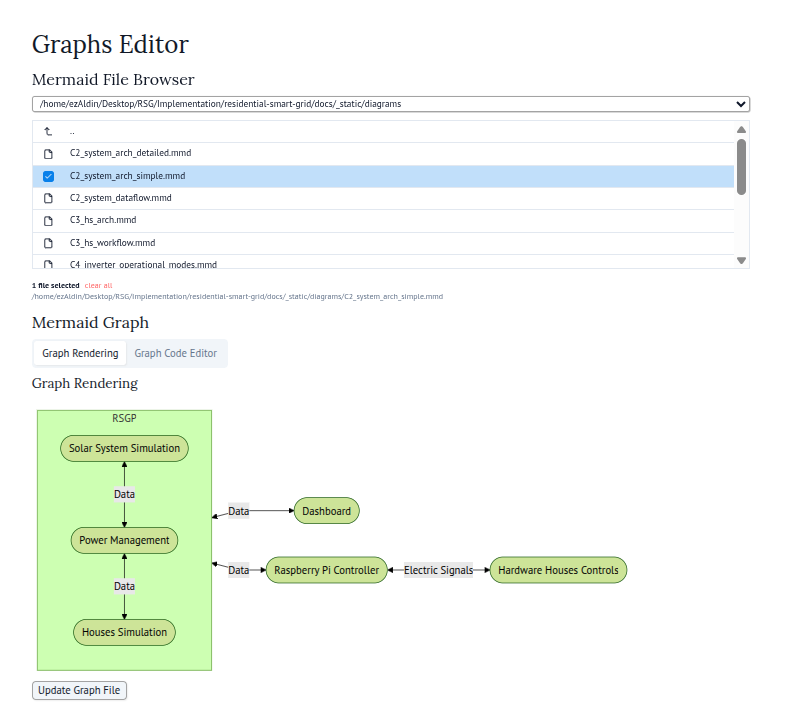 Graphs Editor
Mermaid File Browser
/home/ezAldin/Desktop/RSG/Implementation/residential-smart-grid/docs/_static/diagrams
..
C2_system_arch_detailed.mmd
C2_system_arch_simple.mmd
C2_system_dataflow.mmd
C3_hs_arch.mmd
C3_hs_workflow.mmd
C4_inverter_operational_modes.mmd
1 file selected clear all
/home/ezAldin/Desktop/RSG/Implementation/residential-smart-grid/docs/_static/diagrams/C2_system_arch_simple.mmd
Mermaid Graph
Graph Rendering Graph Code Editor
Graph Rendering
RSGP
Solar System Simulation
Data
Data Dashboard
Power Management
Data Raspberry Pi Controller Electric Signals Hardware Houses Controls
Data
Houses Simulation
Update Graph File